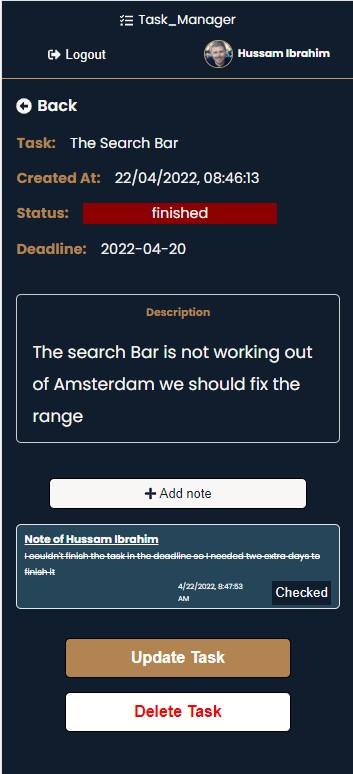 Task_Manager
Logout
Hussam Ibrahim
Back
Task: The Search Bar
Created At: 22/04/2022, 08:46:13
Status: finished
Deadline: 2022-04-20
Description
The search Bar is not working out
of Amsterdam we should fix the
range
Add note
Note of Hussam Ibrahim
I couldn't finish the task in the deadline so I needed two extra days to
finish it
4/22/2022, 8:47:53
AM
Checked
Update Task
Delete Task